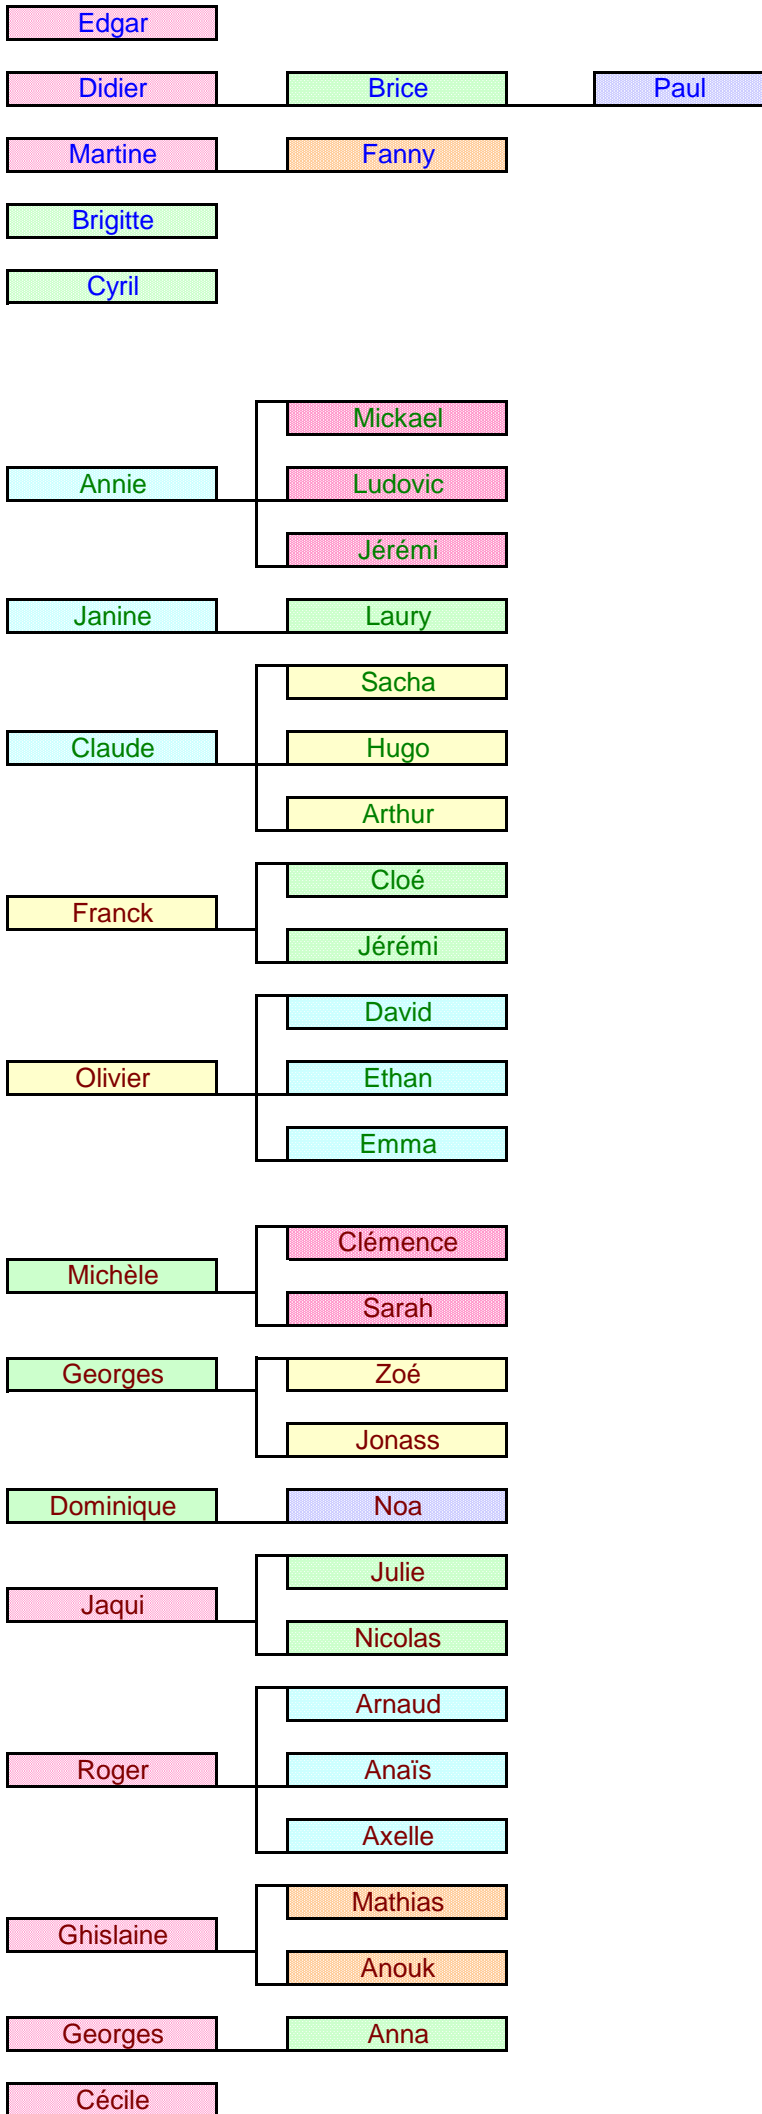 Edgar
Didier Brice Paul
Martine Fanny
Brigitte
Cyril
Mickael
Annie Ludovic
Jérémi
Janine Laury
Sacha
Claude Hugo
Arthur
Cloé
Franck
Jérémi
David
Olivier Ethan
Emma
Clémence
Michèle
Sarah
Georges Zoé
Jonass
Dominique Noa
Julie
Jaqui
Nicolas
Arnaud
Roger Anaïs
Axelle
Mathias
Ghislaine
Anouk
Georges Anna
Cécile